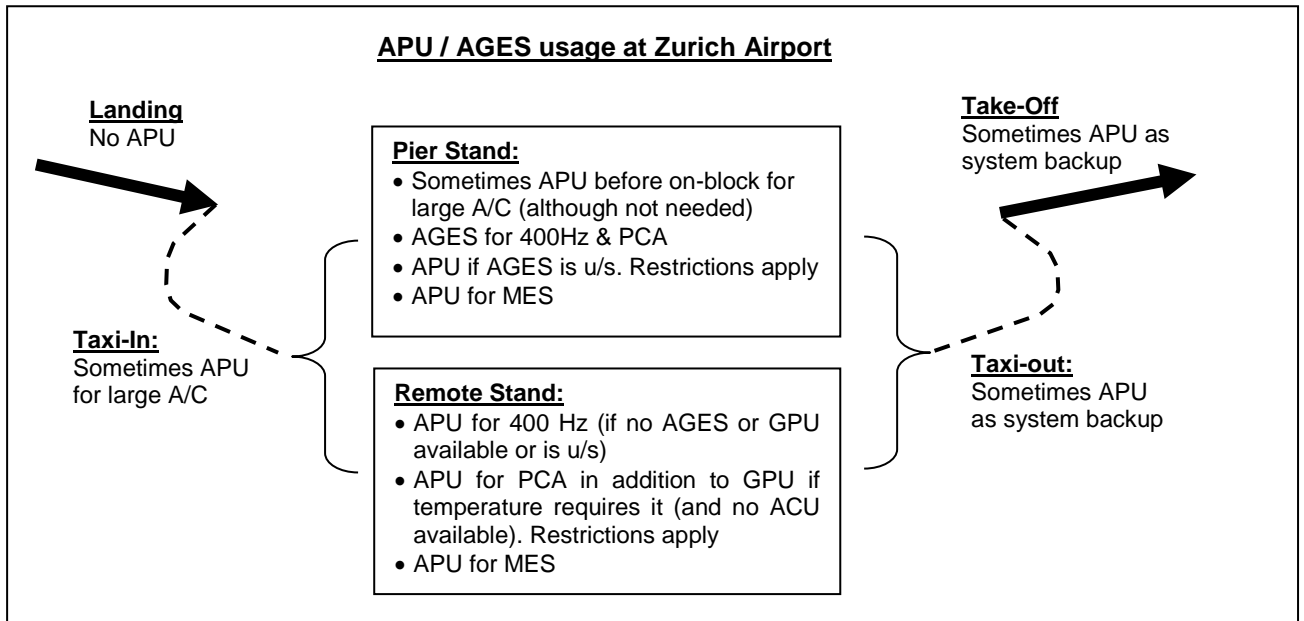 APU / AGES usage at Zurich Airport
Landing
No APU
Taxi-In:
Sometimes APU
for large A/C
Pier Stand:
• Sometimes APU before on-block for
large A/C (although not needed)
• AGES for 400Hz & PCA
• APU if AGES is u/s. Restrictions apply
• APU for MES
Remote Stand:
• APU for 400 Hz (if no AGES or GPU
available or is u/s)
• APU for PCA in addition to GPU if
temperature requires it (and no ACU
available). Restrictions apply
• APU for MES
Take-Off
Sometimes APU as
system backup
Taxi-out:
Sometimes APU
as system backup